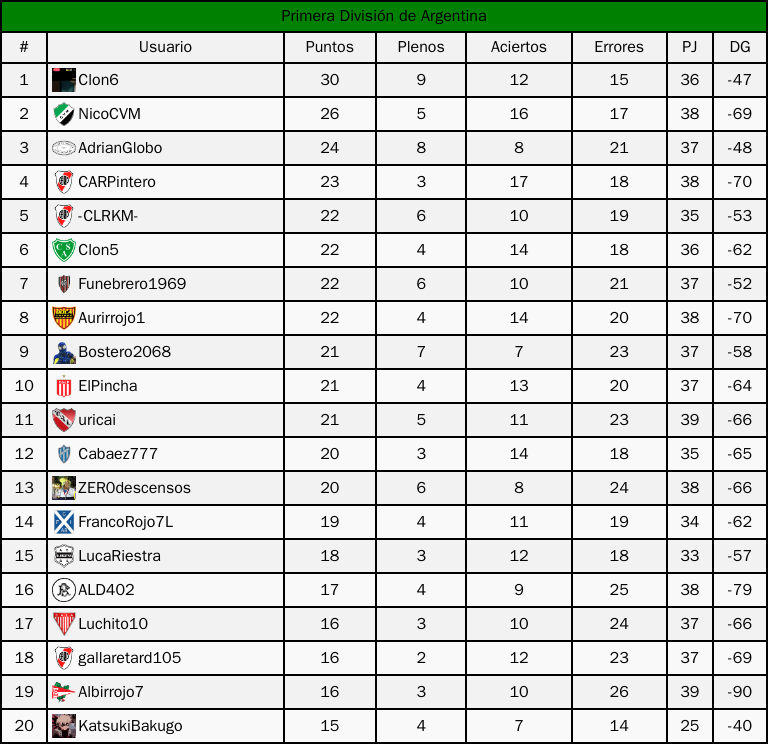 Primera División de Argentina
# Usuario Puntos Plenos Aciertos Errores PJ DG
1 Clon6 30 9 12 15 36 -47
2 NicoCVM 26 5 16 17 38 -69
3 AdrianGlobo 24 8 8 21 37 -48
4 CARPintero 23 3 17 18 38 -70
5 -CLRKM- 22 6 10 19 35 -53
6 Clon5 22 4 14 18 36 -62
7 Funebrero1969 22 6 10 21 37 -52
8 Aurirrojo1 22 4 14 20 38 -70
9 Bostero2068 21 7 7 23 37 -58
10 ElPincha 21 4 13 20 37 -64
11 uricai 21 5 11 23 39 -66
12 Cabaez777 20 3 14 18 35 -65
13 ZER0descensos 20 6 8 24 38 -66
14 FrancoRojo7L 19 4 11 19 34 -62
15 LucaRiestra 18 3 12 18 33 -57
16 ALD402 17 4 9 25 38 -79
17 Luchito10 16 3 10 24 37 -66
18 gallaretard105 16 2 12 23 37 -69
19 Albirrojo7 16 3 10 26 39 -90
20 KatsukiBakugo 15 4 7 14 25 -40